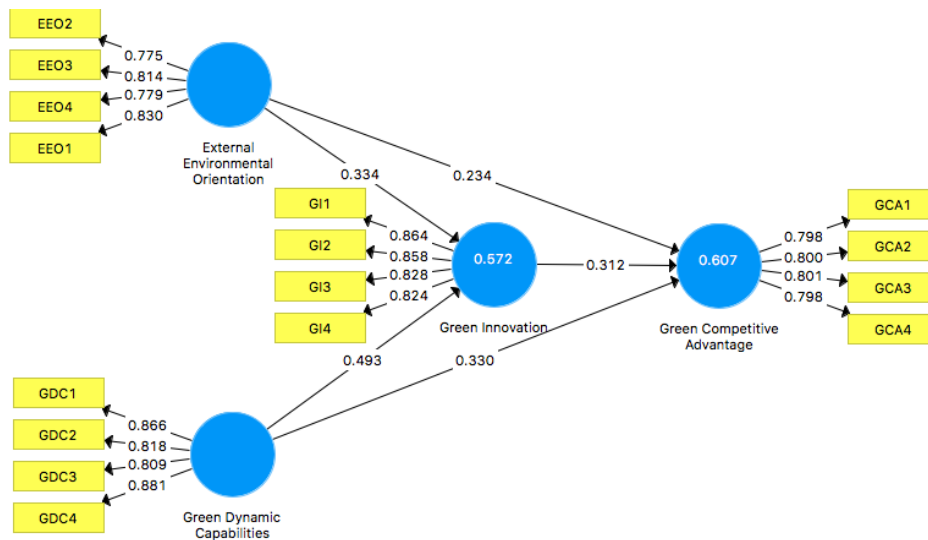 EEO2
EEO3
EEO4
EEO1
0.775
0.814
0.779
0.830
External
Environmental
Orientation
0.334
0.234
GI1
GI2
GI3
GI4
0.864
0.858
0.828
0.824
0.572
Green Innovation
0.312
0.607
Green Competitive
Advantage
GCA1
GCA2
GCA3
GCA4
0.798
0.800
0.801
0.798
0.493
0.330
GDC1
GDC2
GDC3
GDC4
0.866
0.818
0.809
0.881
Green Dynamic
Capabilities